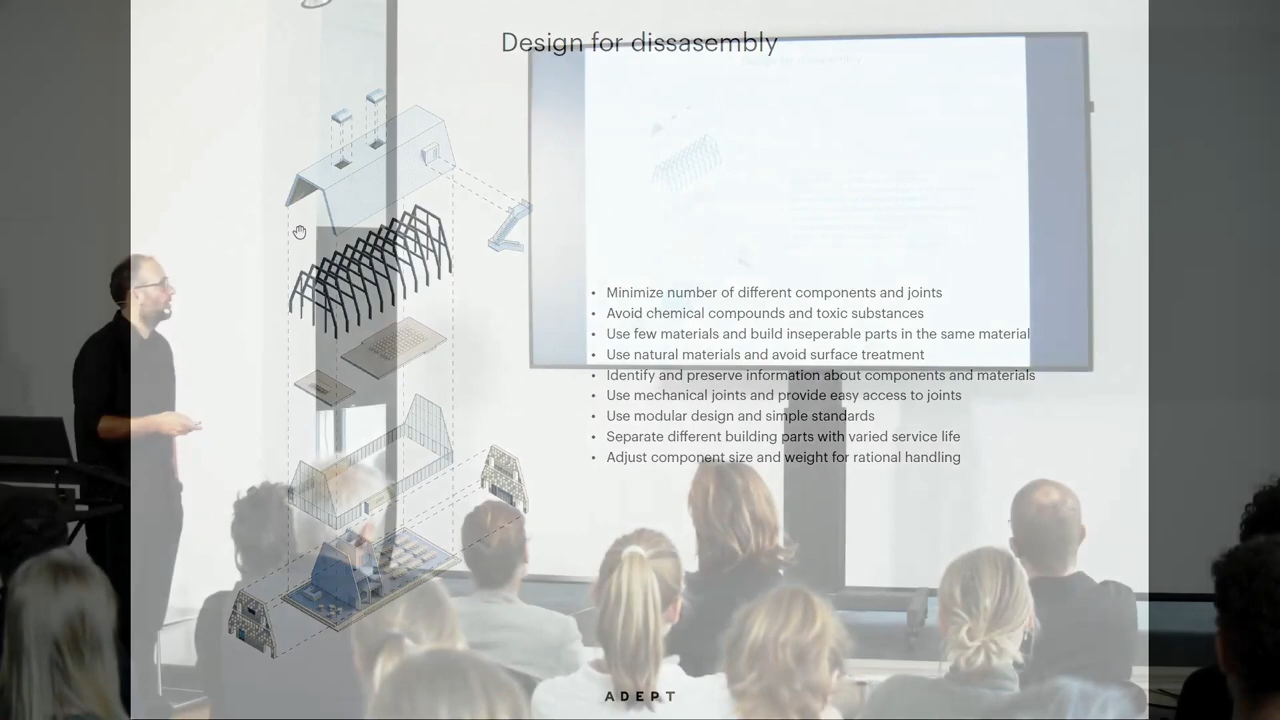 Design for dissasembly
• Minimize number of different components and joints
• Avoid chemical compounds and toxic substances
• Use few materials and build inseperable parts in the same material
• Use natural materials and avoid surface treatment
• Identify and preserve information about components and materials
• Use mechanical joints and provide easy access to joints
• Use modular design and simple standards
• Separate different building parts with varied service life
• Adjust component size and weight for rational handling
ADEPT